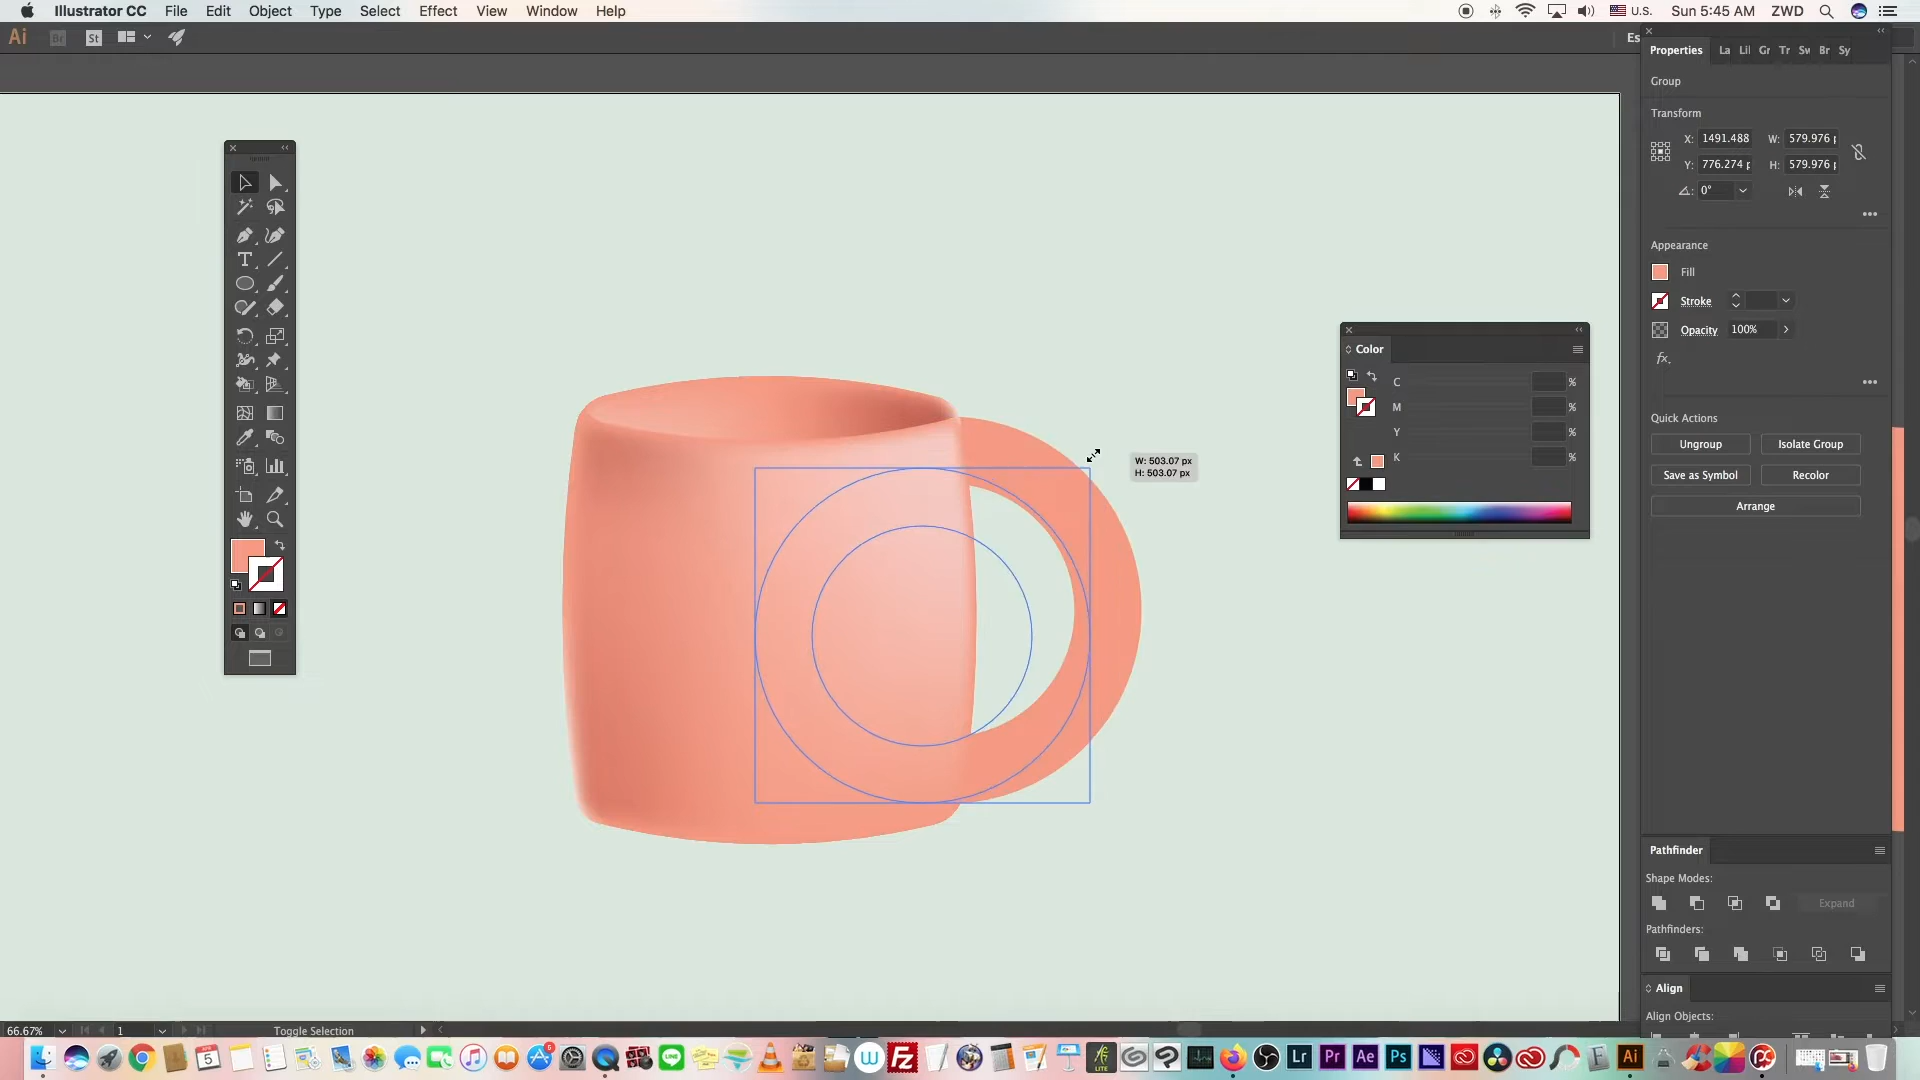 Illustrator CC File Edit Object Type Select Effect View Window Help U.S. Sun 5:45 AM ZWD
Ai Br St Es
Properties La Lil Gr Tr Sw Br Sy
Group
Transform
X: 1491.488 W: 579.976 p
Y: 776.274 p H: 579.976 p
0°
Appearance
Fill
Stroke
Opacity 100%
fx
Quick Actions
Ungroup Isolate Group
Save as Symbol Recolor
Arrange
Color
C %
M %
Y %
K %
W: 503.07 px
H: 503.07 px
Pathfinder
Shape Modes:
Expand
Pathfinders:
Align
Align Objects:
66.67% 1 Toggle Selection
Lr Pr Ae Ps Ai